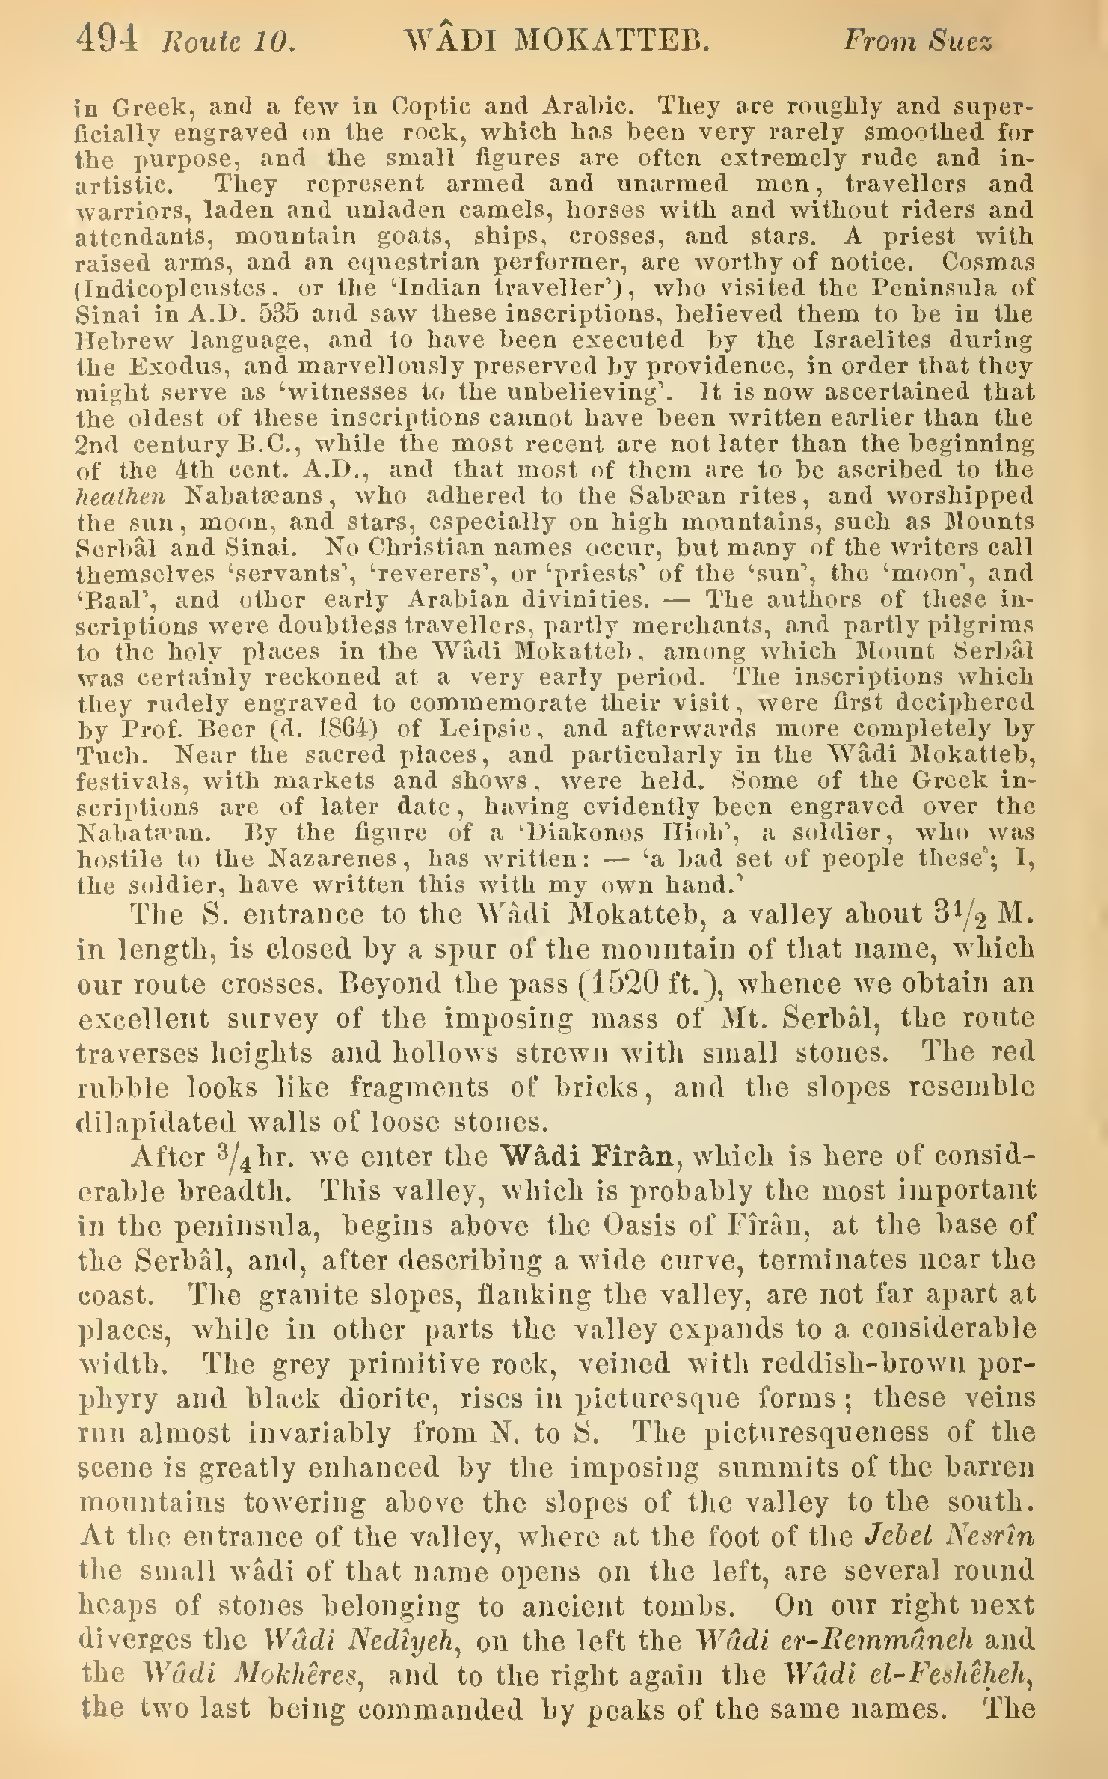 494 Route 10. WÂDI MOKATTEB. From Suez
in Greek, and a few in Coptic and Arabic. They are roughly and super-
ficially engraved on the rock, which has been very rarely smoothed for
the purpose, and the small figures are often extremely rude and in-
artistic. They represent armed and unarmed men, travellers and
warriors, laden and unladen camels, horses with and without riders and
attendants, mountain goats, ships, crosses, and stars. A priest with
raised arms, and an equestrian performer, are worthy of notice. Cosmas
(Indicopleustes, or the ‘Indian traveller’), who visited the Peninsula of
Sinai in A.D. 535 and saw these inscriptions, believed them to be in the
Hebrew language, and to have been executed by the Israelites during
the Exodus, and marvellously preserved by providence, in order that they
might serve as ‘witnesses to the unbelieving’. It is now ascertained that
the oldest of these inscriptions cannot have been written earlier than the
2nd century B.C., while the most recent are not later than the beginning
of the 4th cent. A.D., and that most of them are to be ascribed to the
heathen Nabatæans, who adhered to the Sabæan rites, and worshipped
the sun, moon, and stars, especially on high mountains, such as Mounts
Serbâl and Sinai. No Christian names occur, but many of the writers call
themselves ‘servants’, ‘reverers’, or ‘priests’ of the ‘sun’, the ‘moon’, and
‘Baal’, and other early Arabian divinities. — The authors of these in-
scriptions were doubtless travellers, partly merchants, and partly pilgrims
to the holy places in the Wâdi Mokatteb, among which Mount Serbâl
was certainly reckoned at a very early period. The inscriptions which
they rudely engraved to commemorate their visit, were first deciphered
by Prof. Beer (d. 1864) of Leipsic, and afterwards more completely by
Tuch. Near the sacred places, and particularly in the Wâdi Mokatteb,
festivals, with markets and shows, were held. Some of the Greek in-
scriptions are of later date, having evidently been engraved over the
Nabatæan. By the figure of a ‘Diakonos Hiob’, a soldier, who was
hostile to the Nazarenes, has written: — ‘a bad set of people these’; I,
the soldier, have written this with my own hand.’
The S. entrance to the Wâdi Mokatteb, a valley about 3½ M.
in length, is closed by a spur of the mountain of that name, which
our route crosses. Beyond the pass (1520 ft.), whence we obtain an
excellent survey of the imposing mass of Mt. Serbâl, the route
traverses heights and hollows strewn with small stones. The red
rubble looks like fragments of bricks, and the slopes resemble
dilapidated walls of loose stones.
After ¾ hr. we enter the Wâdi Fîrân, which is here of consid-
erable breadth. This valley, which is probably the most important
in the peninsula, begins above the Oasis of Fîrân, at the base of
the Serbâl, and, after describing a wide curve, terminates near the
coast. The granite slopes, flanking the valley, are not far apart at
places, while in other parts the valley expands to a considerable
width. The grey primitive rock, veined with reddish-brown por-
phyry and black diorite, rises in picturesque forms; these veins
run almost invariably from N. to S. The picturesqueness of the
scene is greatly enhanced by the imposing summits of the barren
mountains towering above the slopes of the valley to the south.
At the entrance of the valley, where at the foot of the Jebel Nesrîn
the small wâdi of that name opens on the left, are several round
heaps of stones belonging to ancient tombs. On our right next
diverges the Wâdi Nedîyeh, on the left the Wâdi er-Remmâneh and
the Wâdi Mokhêres, and to the right again the Wâdi el-Feshêheh,
the two last being commanded by peaks of the same names. The